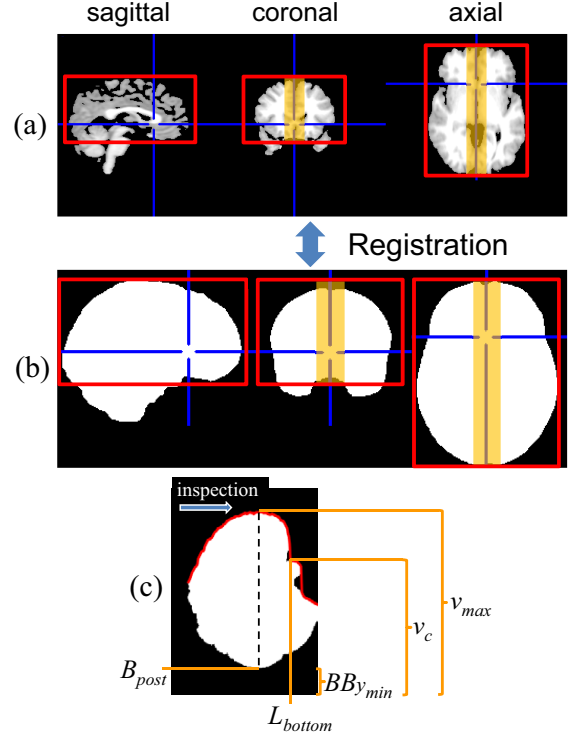 sagittal coronal axial
(a)
Registration
(b)
inspection
(c)
v_max
v_c
B_post
BBy_min
L_bottom